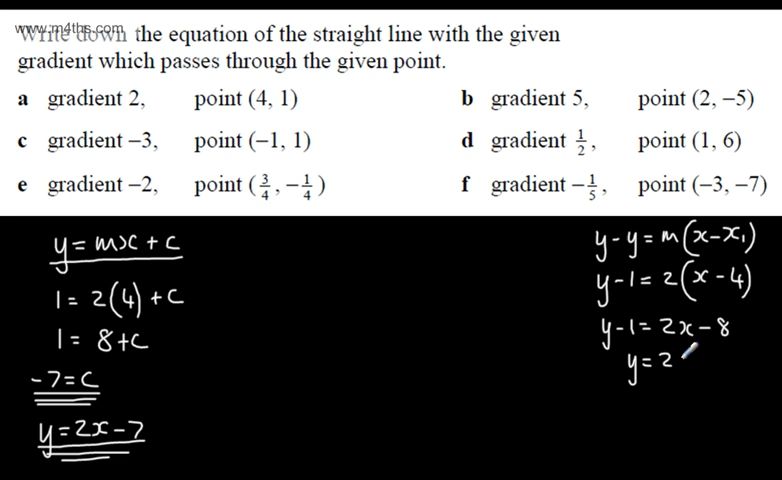 www.m4ths.com
Write down the equation of the straight line with the given
gradient which passes through the given point.
a gradient 2, point (4, 1) b gradient 5, point (2, −5)
c gradient −3, point (−1, 1) d gradient 1/2, point (1, 6)
e gradient −2, point (3/4, −1/4) f gradient −1/5, point (−3, −7)
y = mx + c
1 = 2(4) + c
1 = 8 + c
-7 = c
y = 2x - 7
y - y = m(x - x₁)
y - 1 = 2(x - 4)
y - 1 = 2x - 8
y = 2